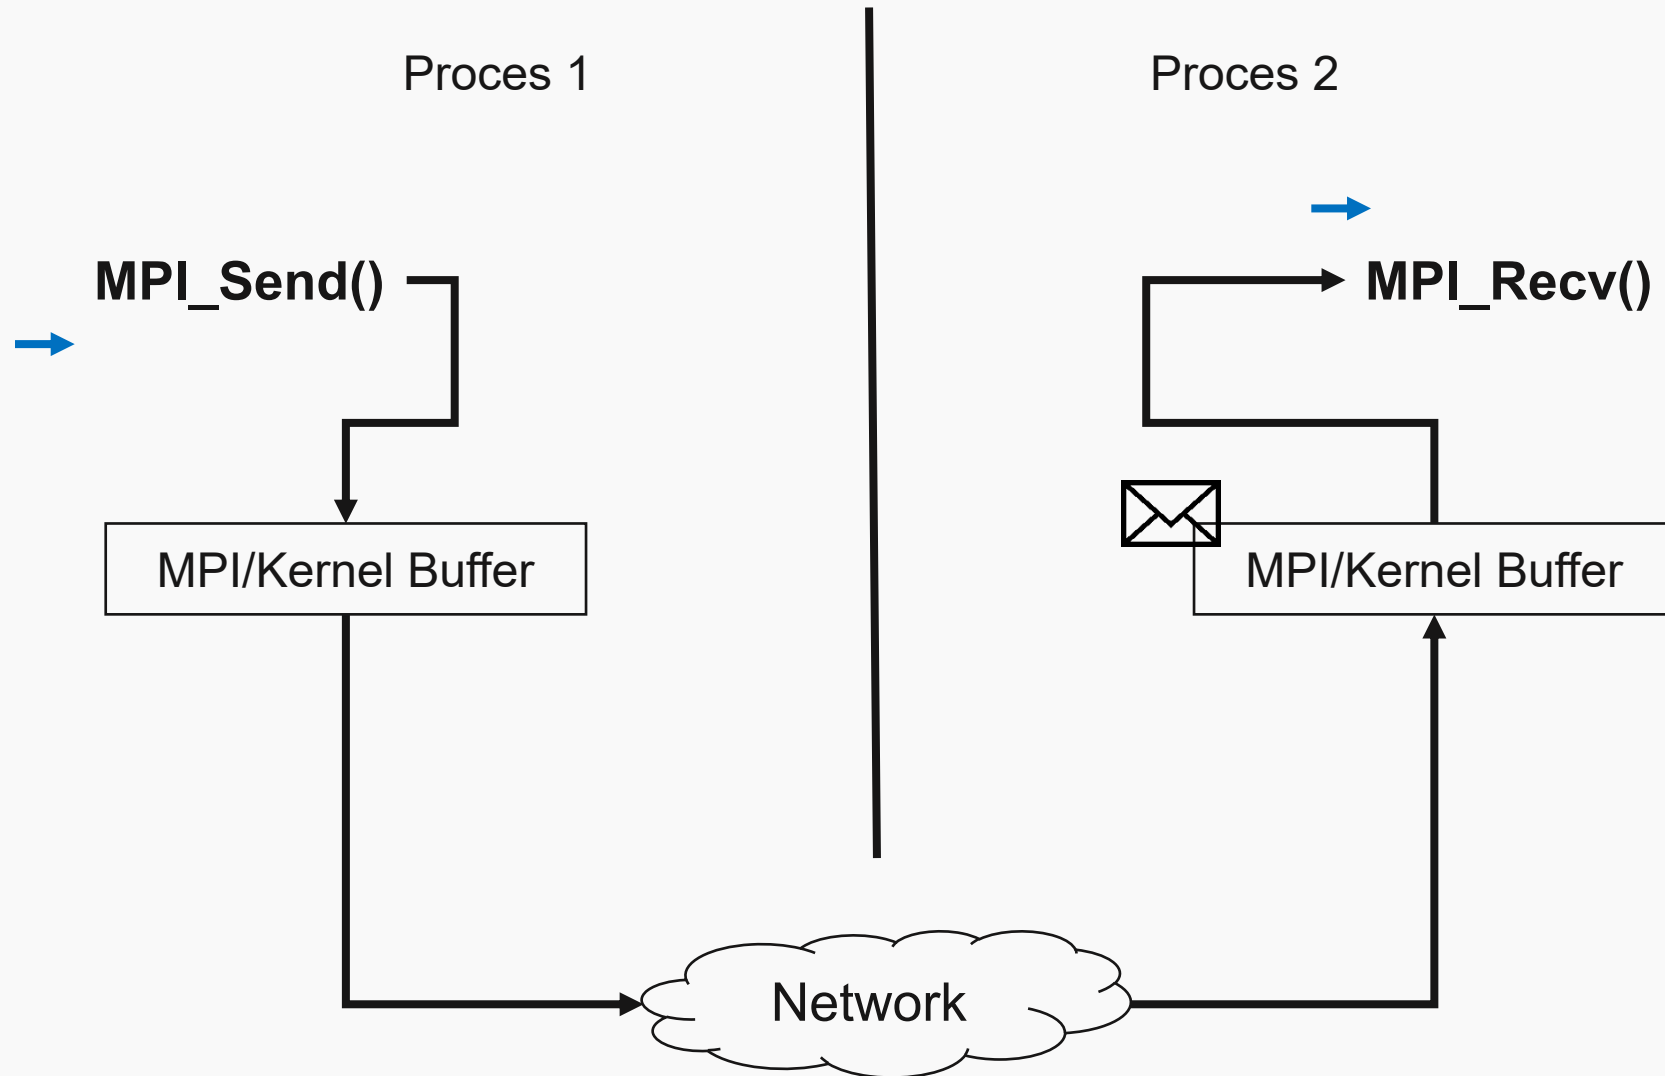 Proces 1
Proces 2
MPI_Send()
MPI_Recv()
MPI/Kernel Buffer
MPI/Kernel Buffer
Network